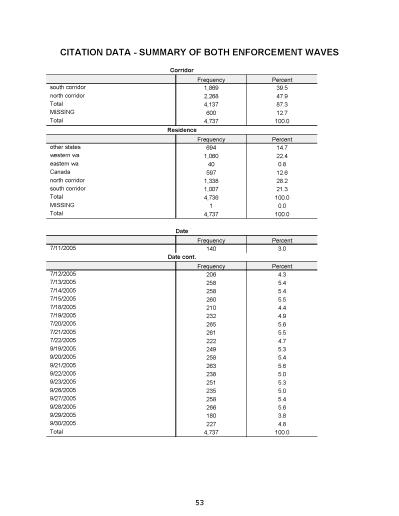 CITATION DATA - SUMMARY OF BOTH ENFORCEMENT WAVES
Corridor
Frequency Percent
south corridor 1,869 39.5
north corridor 2,268 47.9
Total 4,137 87.3
MISSING 600 12.7
Total 4,737 100.0
Residence
Frequency Percent
other states 694 14.7
western wa 1,060 22.4
eastern wa 40 0.8
Canada 597 12.6
north corridor 1,338 28.2
south corridor 1,007 21.3
Total 4,736 100.0
MISSING 1 0.0
Total 4,737 100.0
Date
Frequency Percent
7/11/2005 140 3.0
Date cont.
Frequency Percent
7/12/2005 206 4.3
7/13/2005 258 5.4
7/14/2005 258 5.4
7/15/2005 260 5.5
7/18/2005 210 4.4
7/19/2005 232 4.9
7/20/2005 265 5.6
7/21/2005 261 5.5
7/22/2005 222 4.7
9/19/2005 249 5.3
9/20/2005 258 5.4
9/21/2005 263 5.6
9/22/2005 238 5.0
9/23/2005 251 5.3
9/26/2005 235 5.0
9/27/2005 258 5.4
9/28/2005 266 5.6
9/29/2005 180 3.8
9/30/2005 227 4.8
Total 4,737 100.0
53